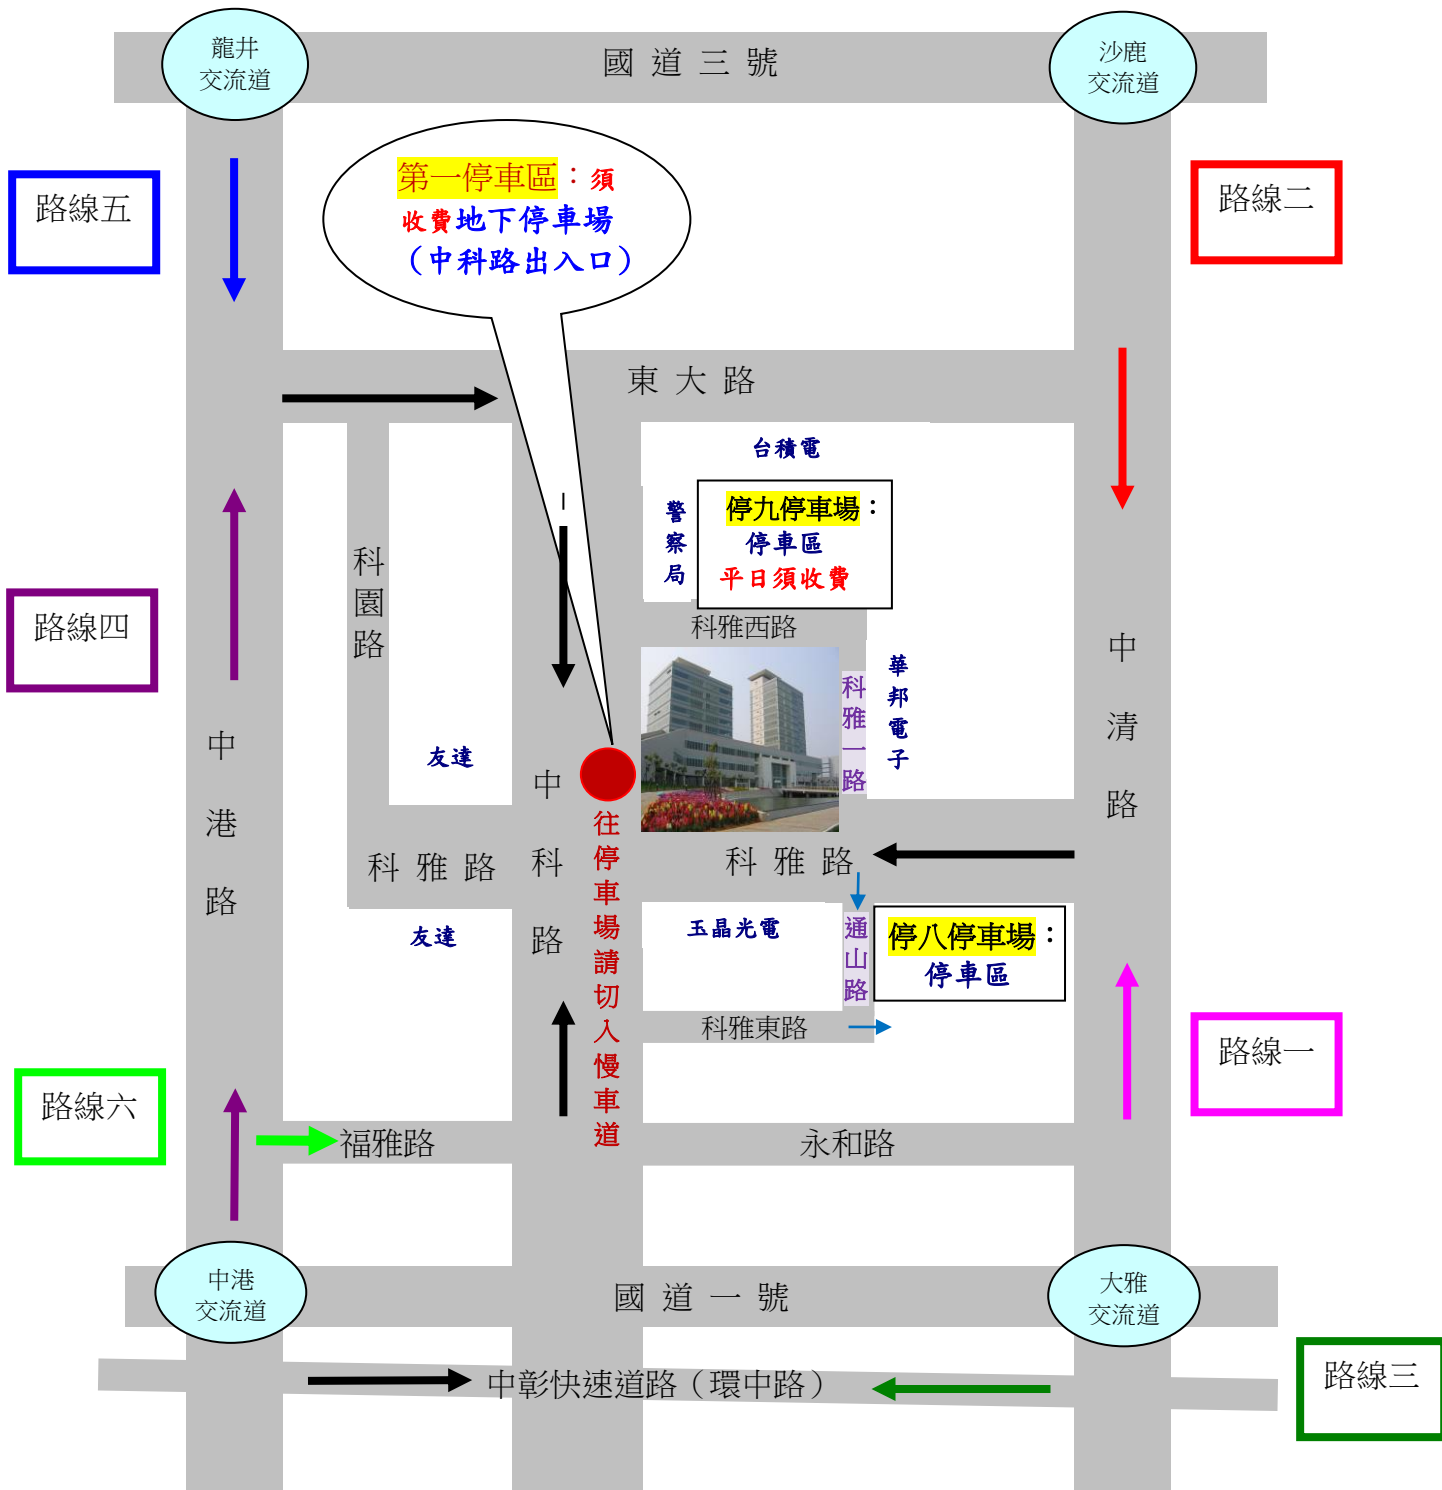 龍井
交流道
國道三號
沙鹿
交流道
路線五
第一停車區：須
收費地下停車場
（中科路出入口）
路線二
東大路
台積電
警察局
停九停車場：
停車區
平日須收費
科園路
路線四
科雅西路
科雅一路
華邦電子
中清路
中港路
友達
中科路
往停車場請切入慢車道
科雅路
科雅路
友達
玉晶光電
通山路
停八停車場：
停車區
科雅東路
路線一
路線六
福雅路
永和路
中港
交流道
國道一號
大雅
交流道
中彰快速道路（環中路）
路線三